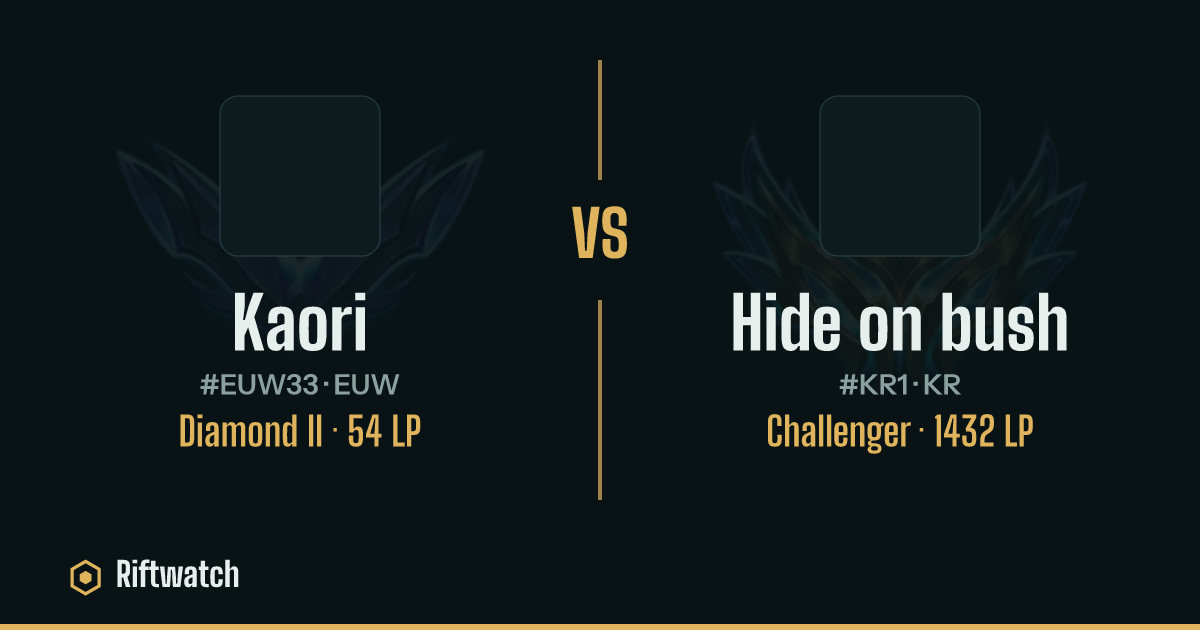 Kaori
#EUW33 · EUW
Diamond II · 54 LP
VS
Hide on bush
#KR1 · KR
Challenger · 1432 LP
Riftwatch